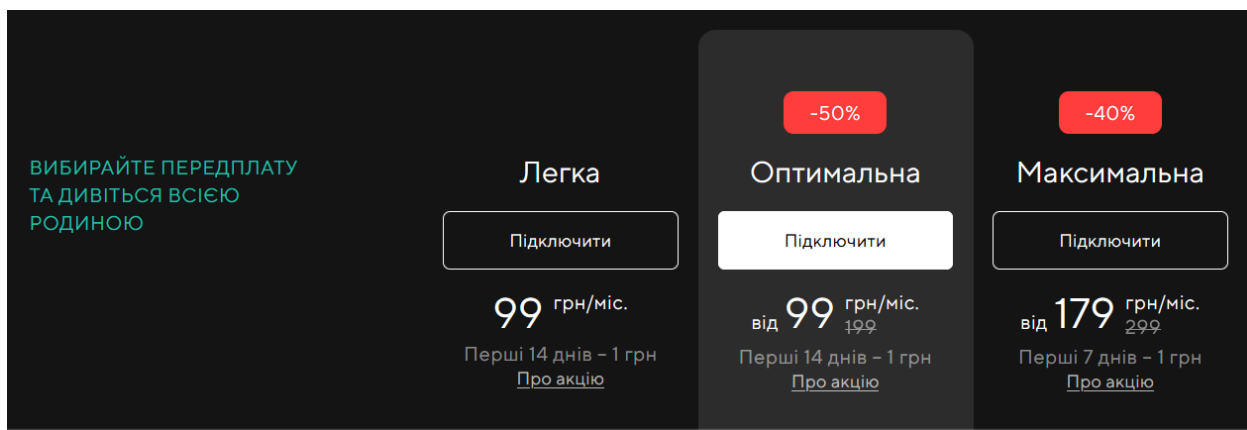 ВИБИРАЙТЕ ПЕРЕДПЛАТУ
ТА ДИВІТЬСЯ ВСІЄЮ
РОДИНОЮ
Легка
Підключити
99 грн/міс.
Перші 14 днів – 1 грн
Про акцію
-50%
Оптимальна
Підключити
від 99 грн/міс.
199
Перші 14 днів – 1 грн
Про акцію
-40%
Максимальна
Підключити
від 179 грн/міс.
299
Перші 7 днів – 1 грн
Про акцію